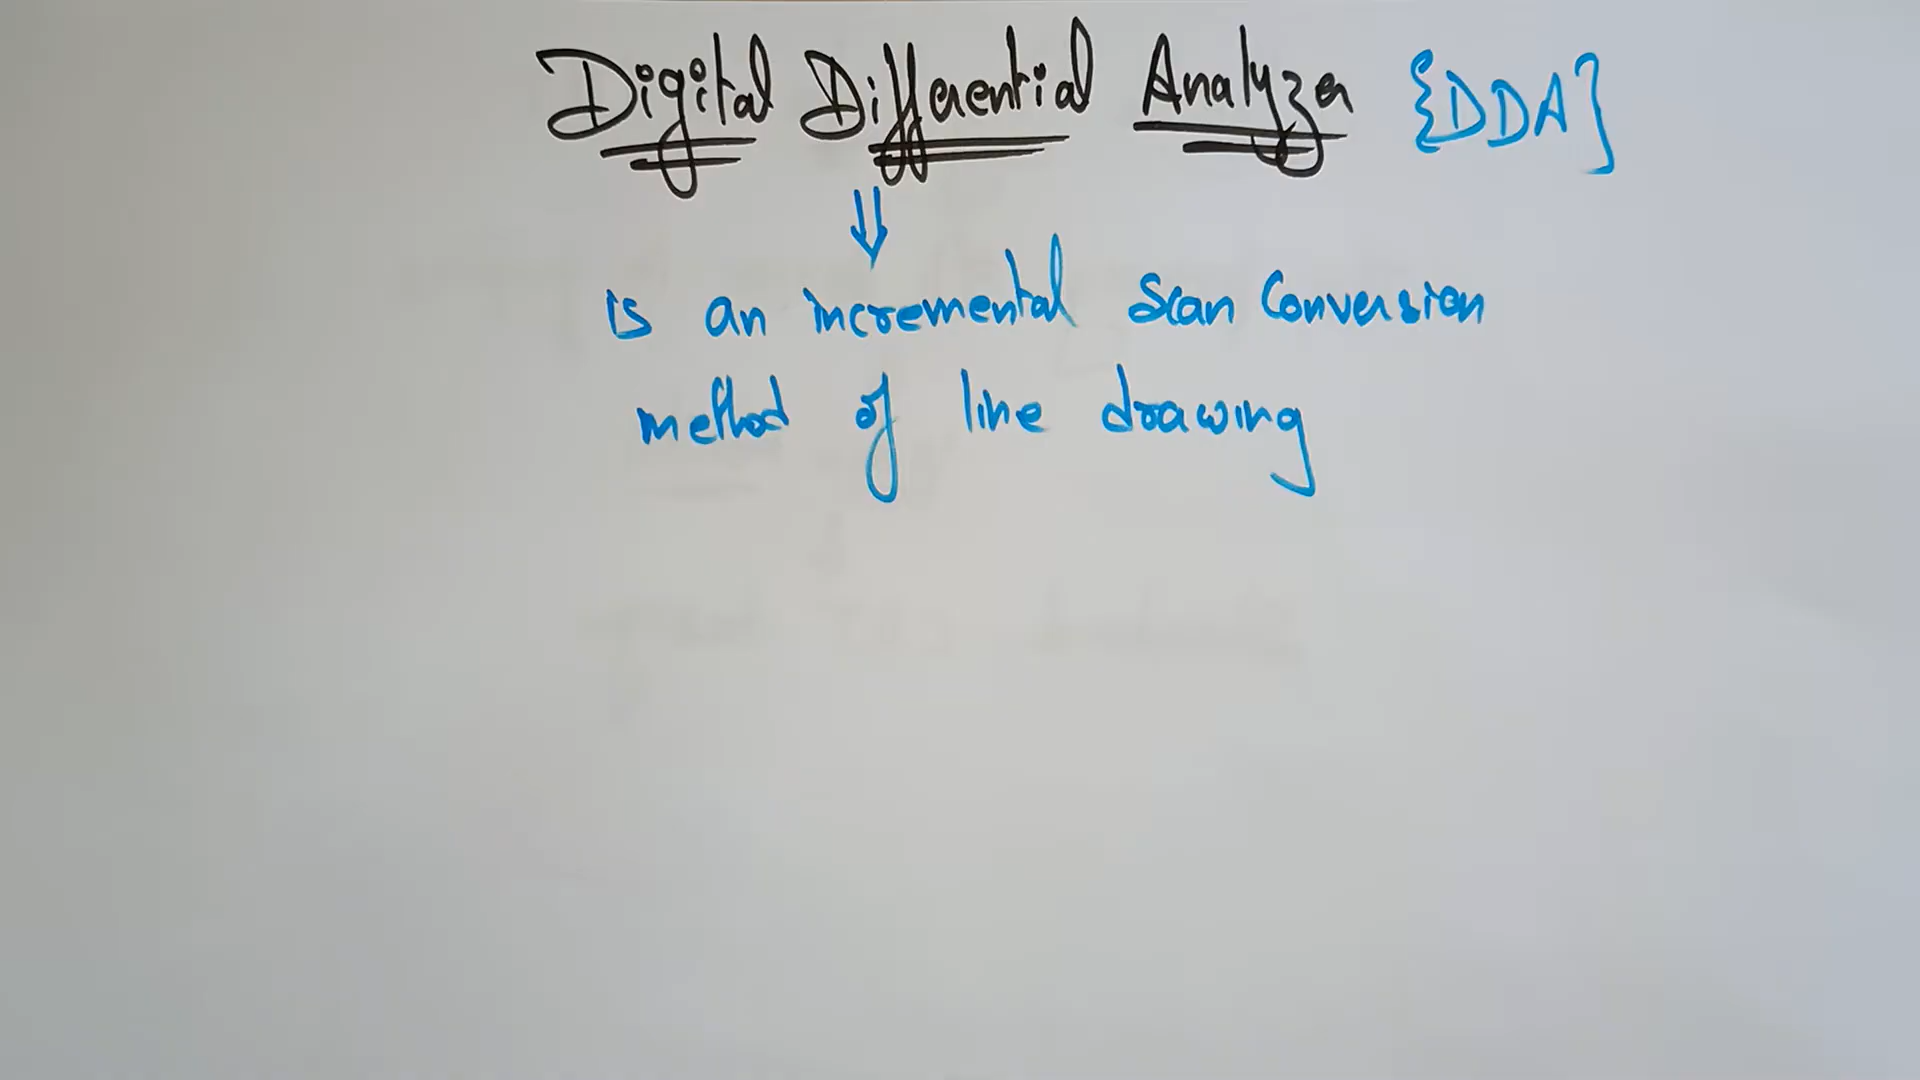 Digital Differential Analyzer {DDA}
is an incremental Scan Conversion
method of line drawing